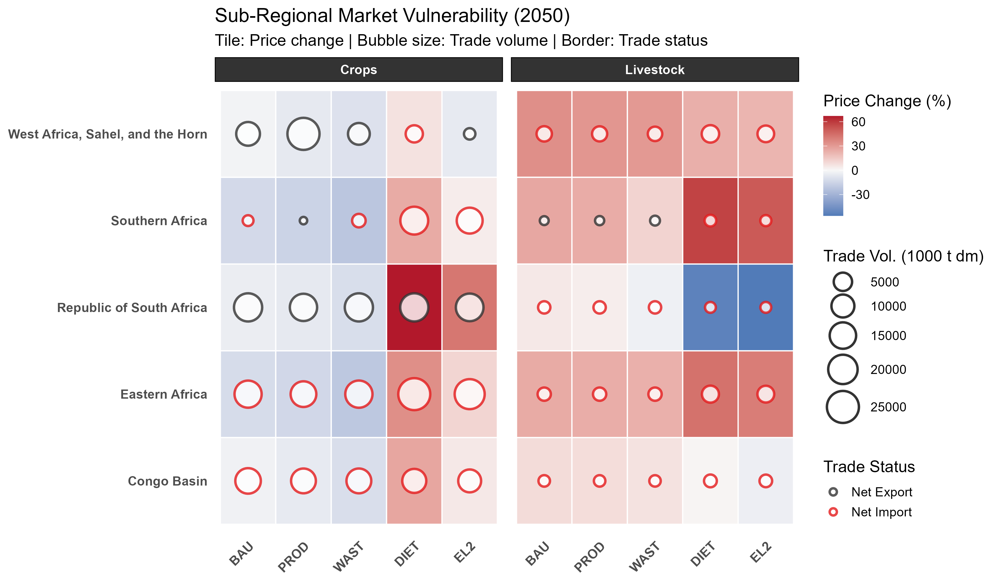 Sub-Regional Market Vulnerability (2050)
Tile: Price change | Bubble size: Trade volume | Border: Trade status
Crops
Livestock
West Africa, Sahel, and the Horn
Southern Africa
Republic of South Africa
Eastern Africa
Congo Basin
BAU
PROD
WAST
DIET
EL2
BAU
PROD
WAST
DIET
EL2
Price Change (%)
60
30
0
-30
Trade Vol. (1000 t dm)
5000
10000
15000
20000
25000
Trade Status
Net Export
Net Import